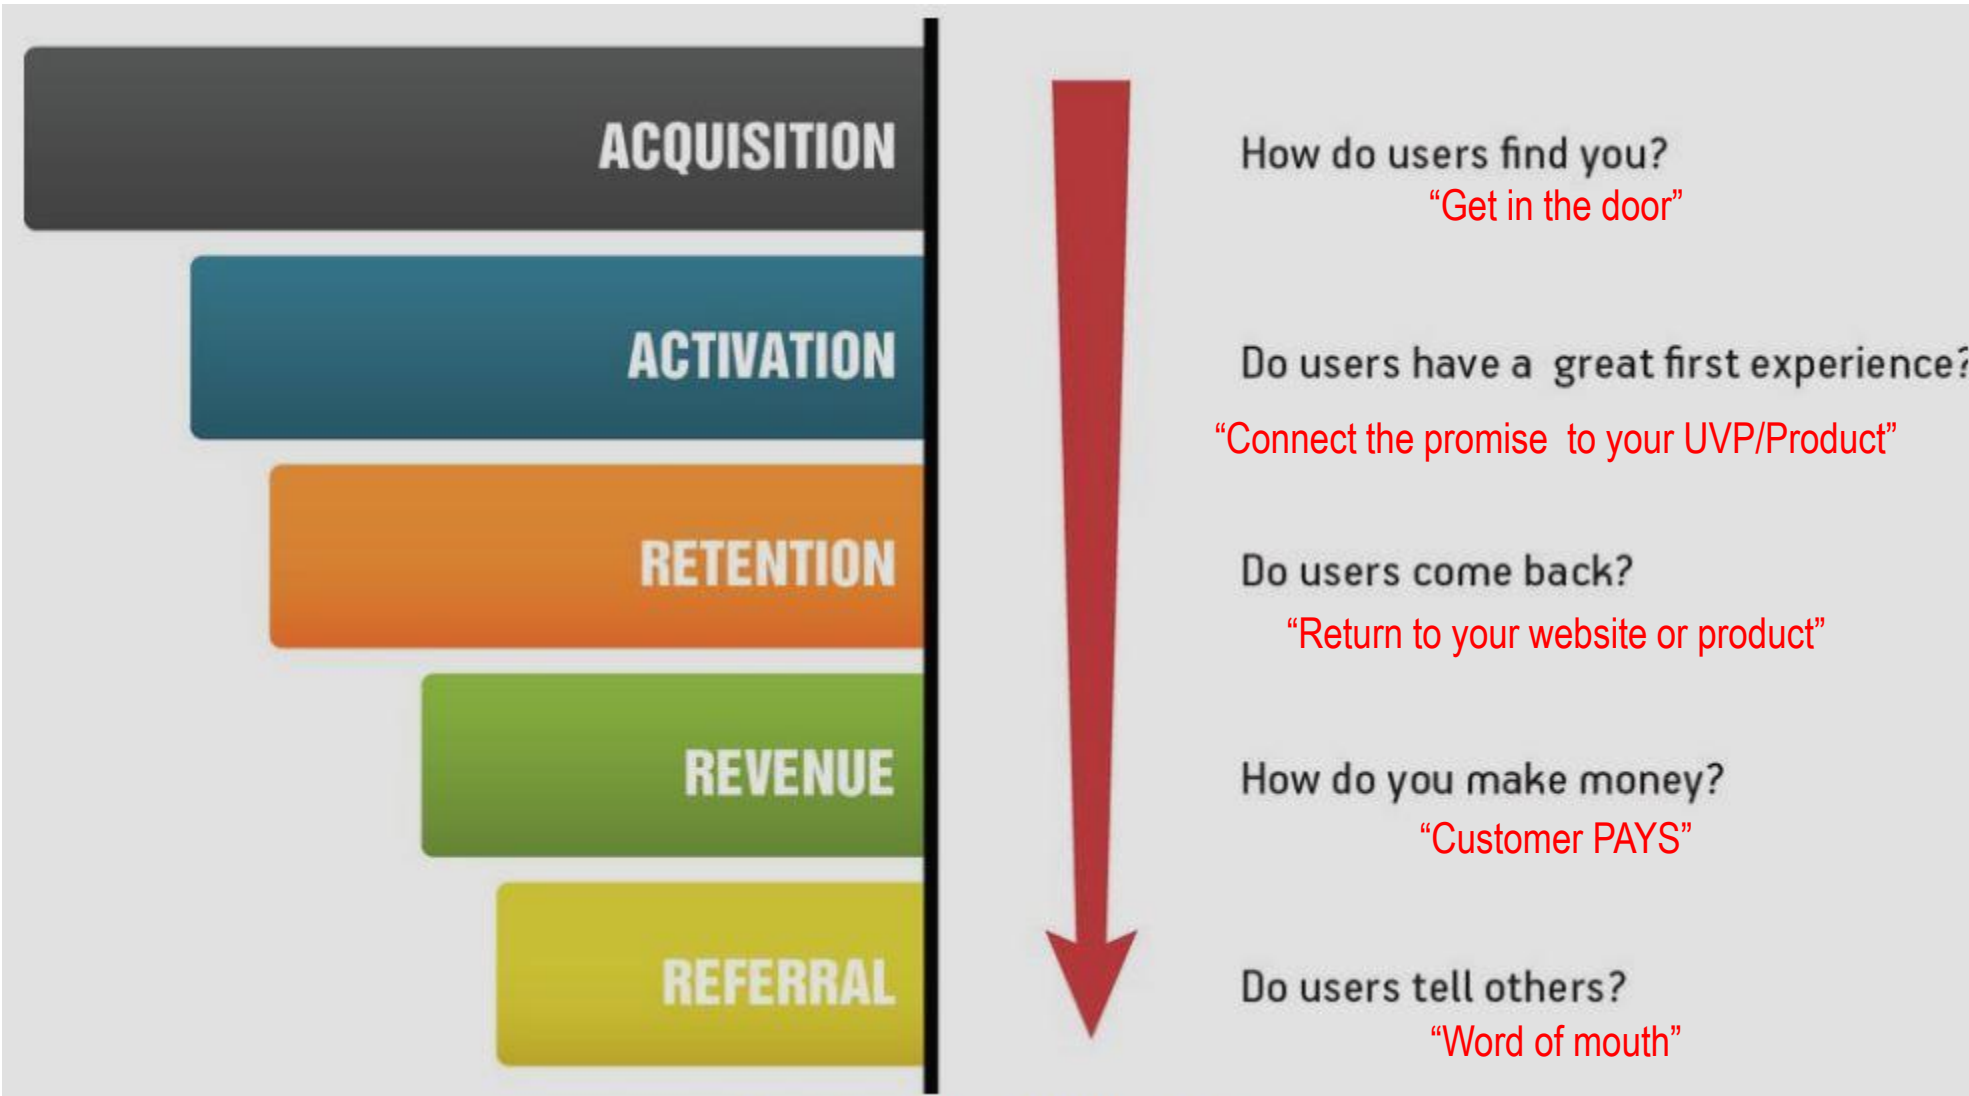 ACQUISITION
How do users find you?
“Get in the door”
ACTIVATION
Do users have a great first experience?
“Connect the promise to your UVP/Product”
RETENTION
Do users come back?
“Return to your website or product”
REVENUE
How do you make money?
“Customer PAYS”
REFERRAL
Do users tell others?
“Word of mouth”